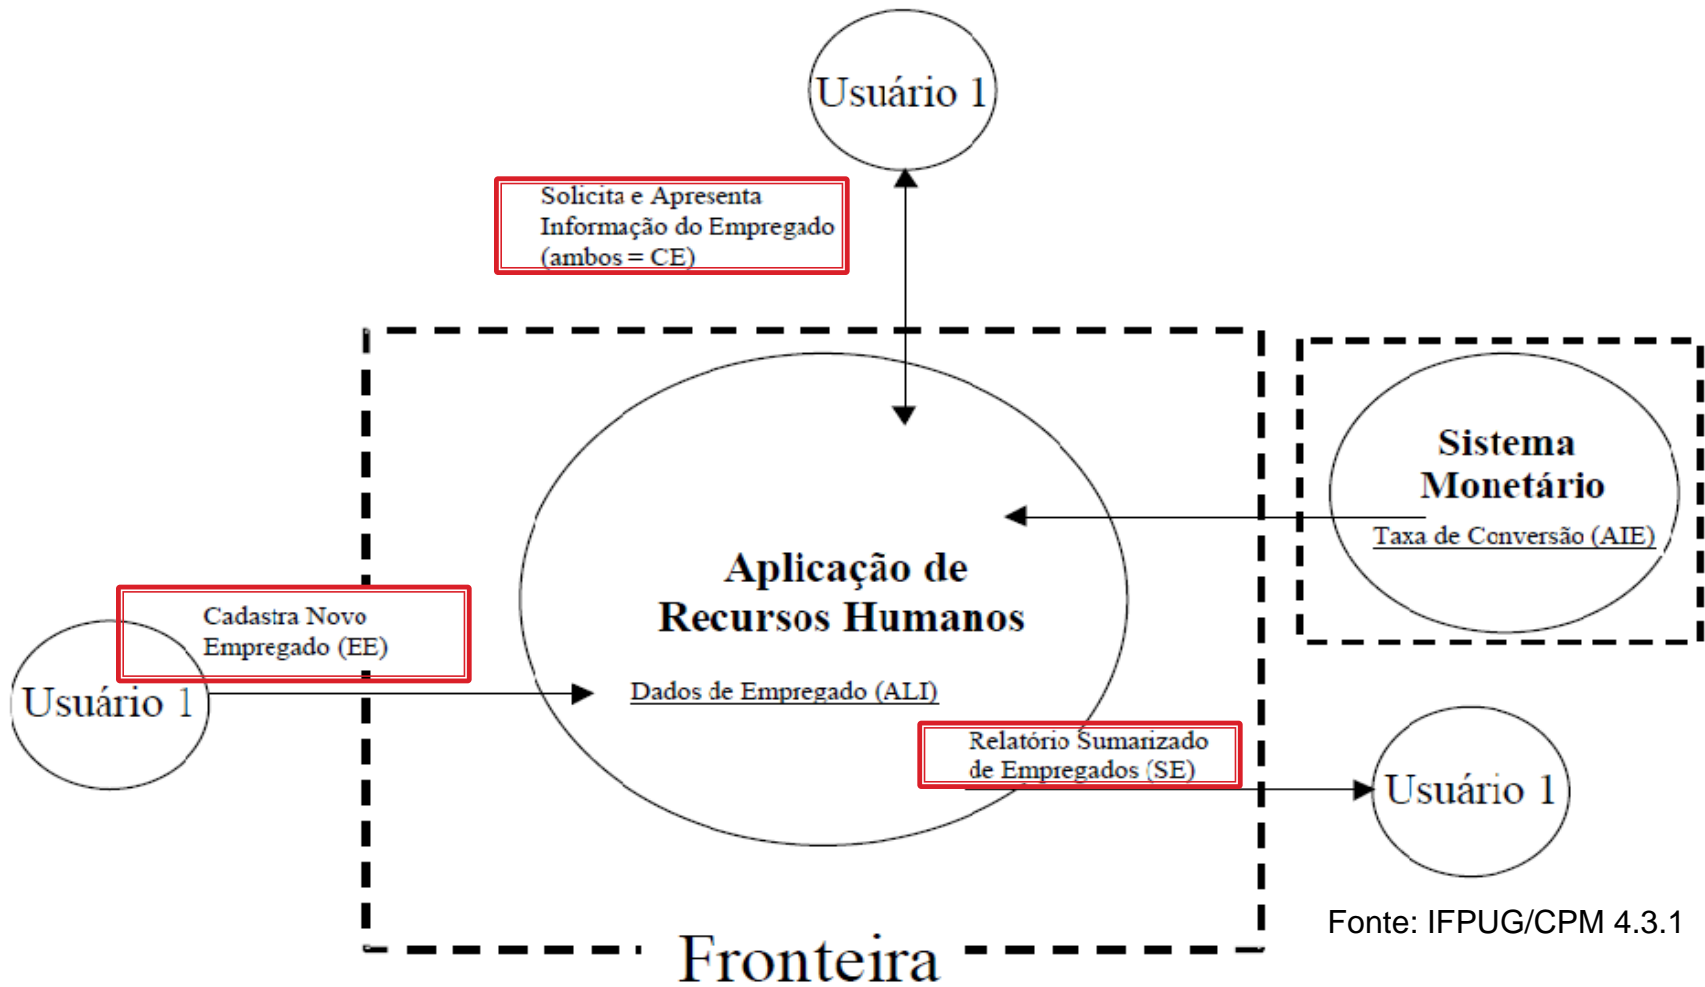 Usuário 1
Solicita e Apresenta
Informação do Empregado
(ambos = CE)
Sistema
Monetário
Taxa de Conversão (AIE)
Aplicação de
Recursos Humanos
Cadastra Novo
Empregado (EE)
Usuário 1
Dados de Empregado (ALI)
Relatório Sumarizado
de Empregados (SE)
Usuário 1
Fonte: IFPUG/CPM 4.3.1
Fronteira